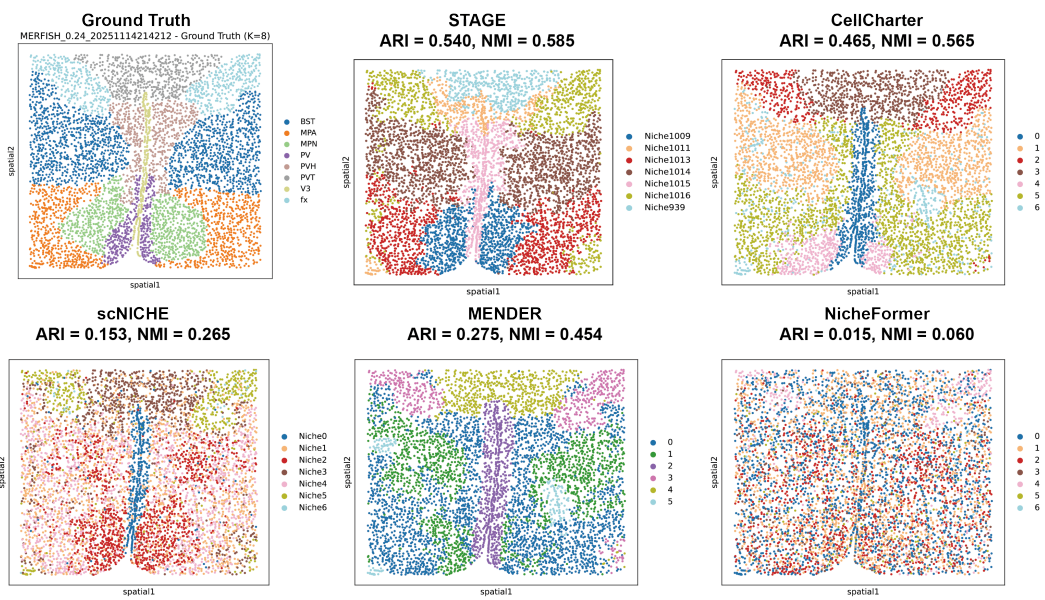 Ground Truth
MERFISH_0.24_20251114214212 - Ground Truth (K=8)
spatial2
spatial1
BST
MPA
MPN
PV
PVH
PVT
V3
fx
STAGE
ARI = 0.540, NMI = 0.585
spatial2
spatial1
Niche1009
Niche1011
Niche1013
Niche1014
Niche1015
Niche1016
Niche939
CellCharter
ARI = 0.465, NMI = 0.565
spatial2
spatial1
0
1
2
3
4
5
6
scNICHE
ARI = 0.153, NMI = 0.265
spatial2
spatial1
Niche0
Niche1
Niche2
Niche3
Niche4
Niche5
Niche6
MENDER
ARI = 0.275, NMI = 0.454
spatial2
spatial1
0
1
2
3
4
5
NicheFormer
ARI = 0.015, NMI = 0.060
spatial2
spatial1
0
1
2
3
4
5
6